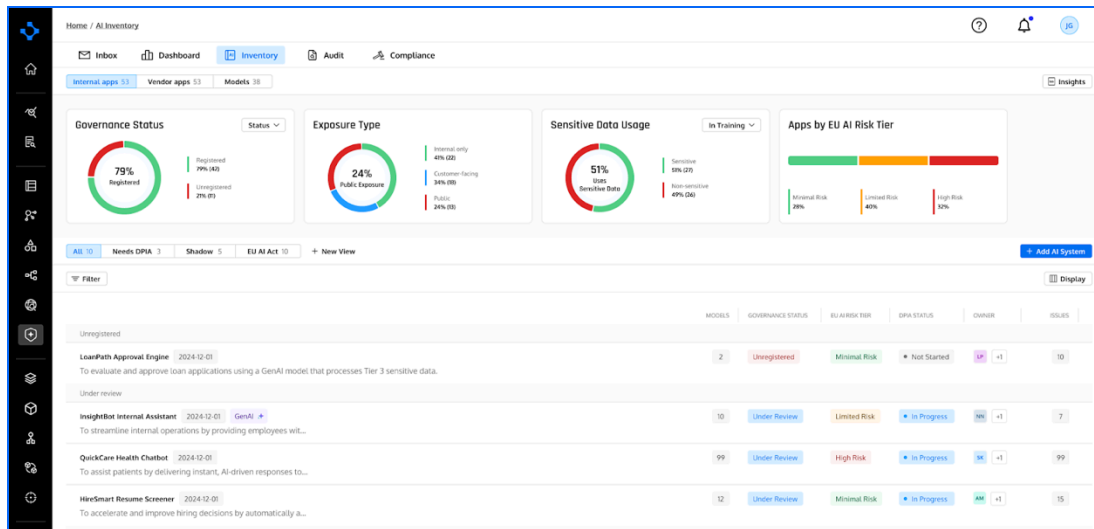 Home / AI Inventory
JG
Inbox Dashboard Inventory Audit Compliance
Internal apps 53 Vendor apps 53 Models 38
Insights
Governance Status
Status
79%
Registered
Registered
79% (42)
Unregistered
21% (11)
Exposure Type
24%
Public Exposure
Internal only
41% (22)
Customer-facing
34% (18)
Public
24% (13)
Sensitive Data Usage
In Training
51%
Uses
Sensitive Data
Sensitive
51% (27)
Non-sensitive
49% (26)
Apps by EU AI Risk Tier
Minimal Risk
28%
Limited Risk
40%
High Risk
32%
All 10 Needs DPIA 3 Shadow 5 EU AI Act 10 + New View
+ Add AI System
Filter
Display
MODELS GOVERNANCE STATUS EU AI RISK TIER DPIA STATUS OWNER ISSUES
Unregistered
LoanPath Approval Engine 2024-12-01 2 Unregistered Minimal Risk Not Started LP +1 10
To evaluate and approve loan applications using a GenAI model that processes Tier 3 sensitive data.
Under review
InsightBot Internal Assistant 2024-12-01 GenAI 10 Under Review Limited Risk In Progress NN +1 7
To streamline internal operations by providing employees wit...
QuickCare Health Chatbot 2024-12-01 99 Under Review High Risk In Progress SK +1 99
To assist patients by delivering instant, AI-driven responses to...
HireSmart Resume Screener 2024-12-01 12 Under Review Minimal Risk In Progress AM +1 15
To accelerate and improve hiring decisions by automatically a...